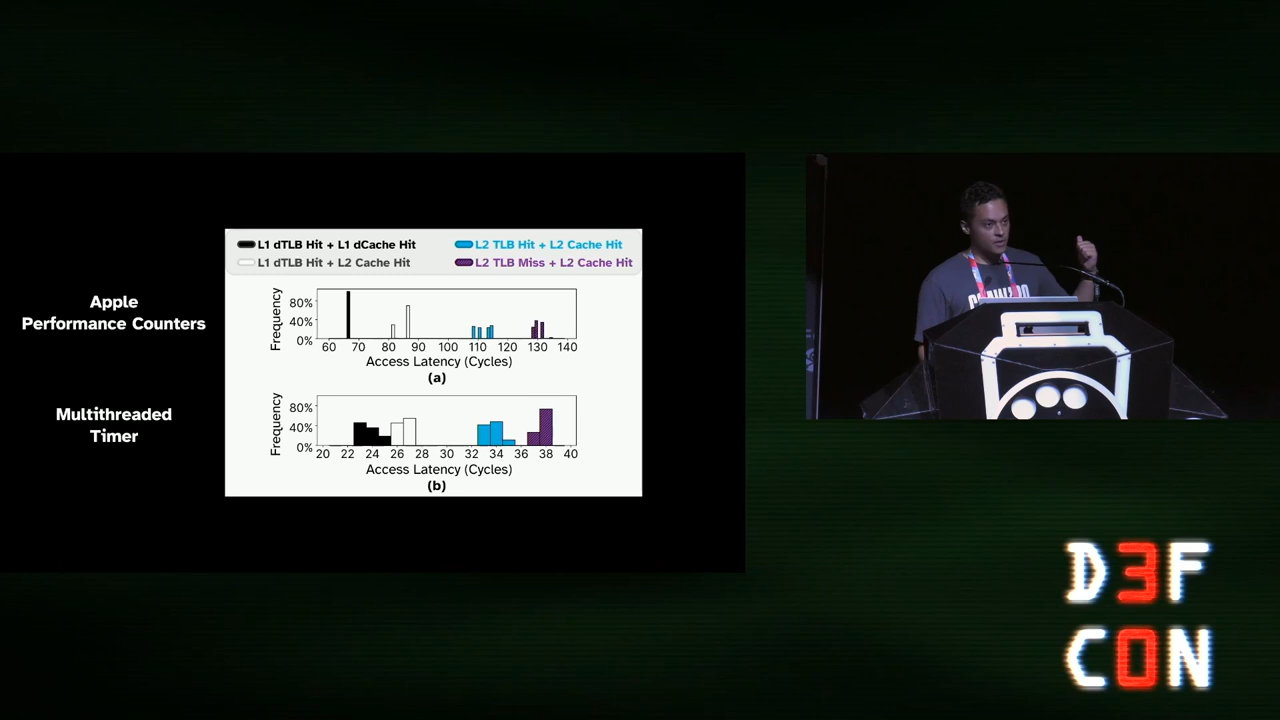 L1 dTLB Hit + L1 dCache Hit
L2 TLB Hit + L2 Cache Hit
L1 dTLB Hit + L2 Cache Hit
L2 TLB Miss + L2 Cache Hit
Apple
Performance Counters
Frequency
80%
40%
0%
60 70 80 90 100 110 120 130 140
Access Latency (Cycles)
(a)
Multithreaded
Timer
Frequency
80%
40%
0%
20 22 24 26 28 30 32 34 36 38 40
Access Latency (Cycles)
(b)
D3F
C0N